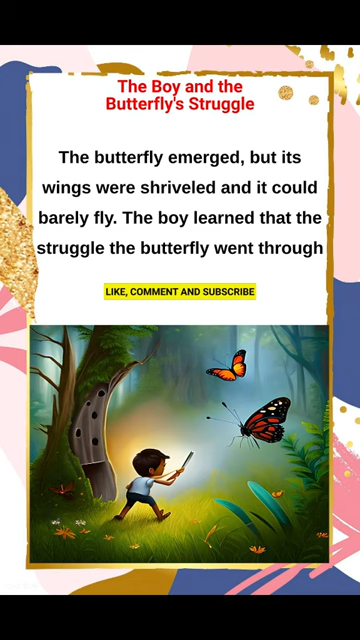 The Boy and the
Butterfly's Struggle
The butterfly emerged, but its
wings were shriveled and it could
barely fly. The boy learned that the
struggle the butterfly went through
LIKE, COMMENT AND SUBSCRIBE